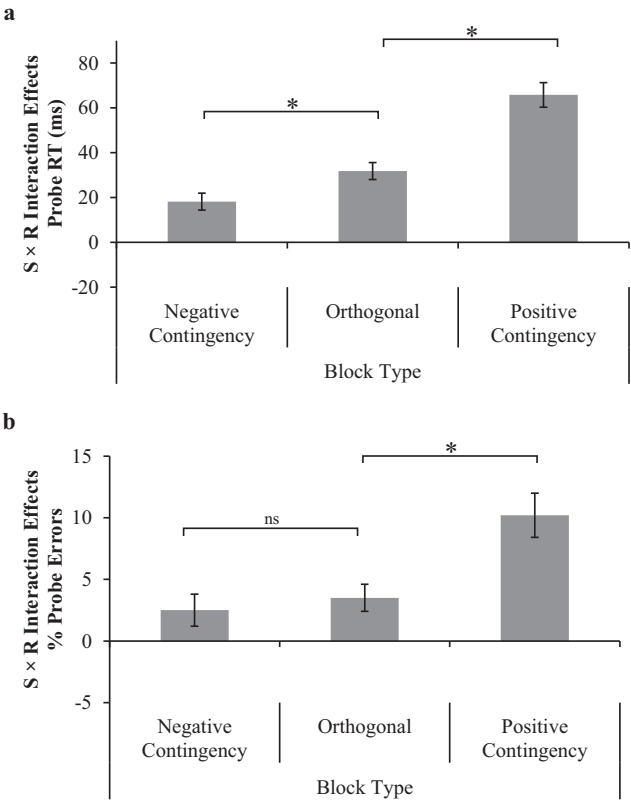 a
S × R Interaction Effects
Probe RT (ms)
80
60
40
20
0
-20
*
*
Negative
Contingency
Orthogonal
Positive
Contingency
Block Type
b
S × R Interaction Effects
% Probe Errors
15
10
5
0
-5
ns
*
Negative
Contingency
Orthogonal
Positive
Contingency
Block Type